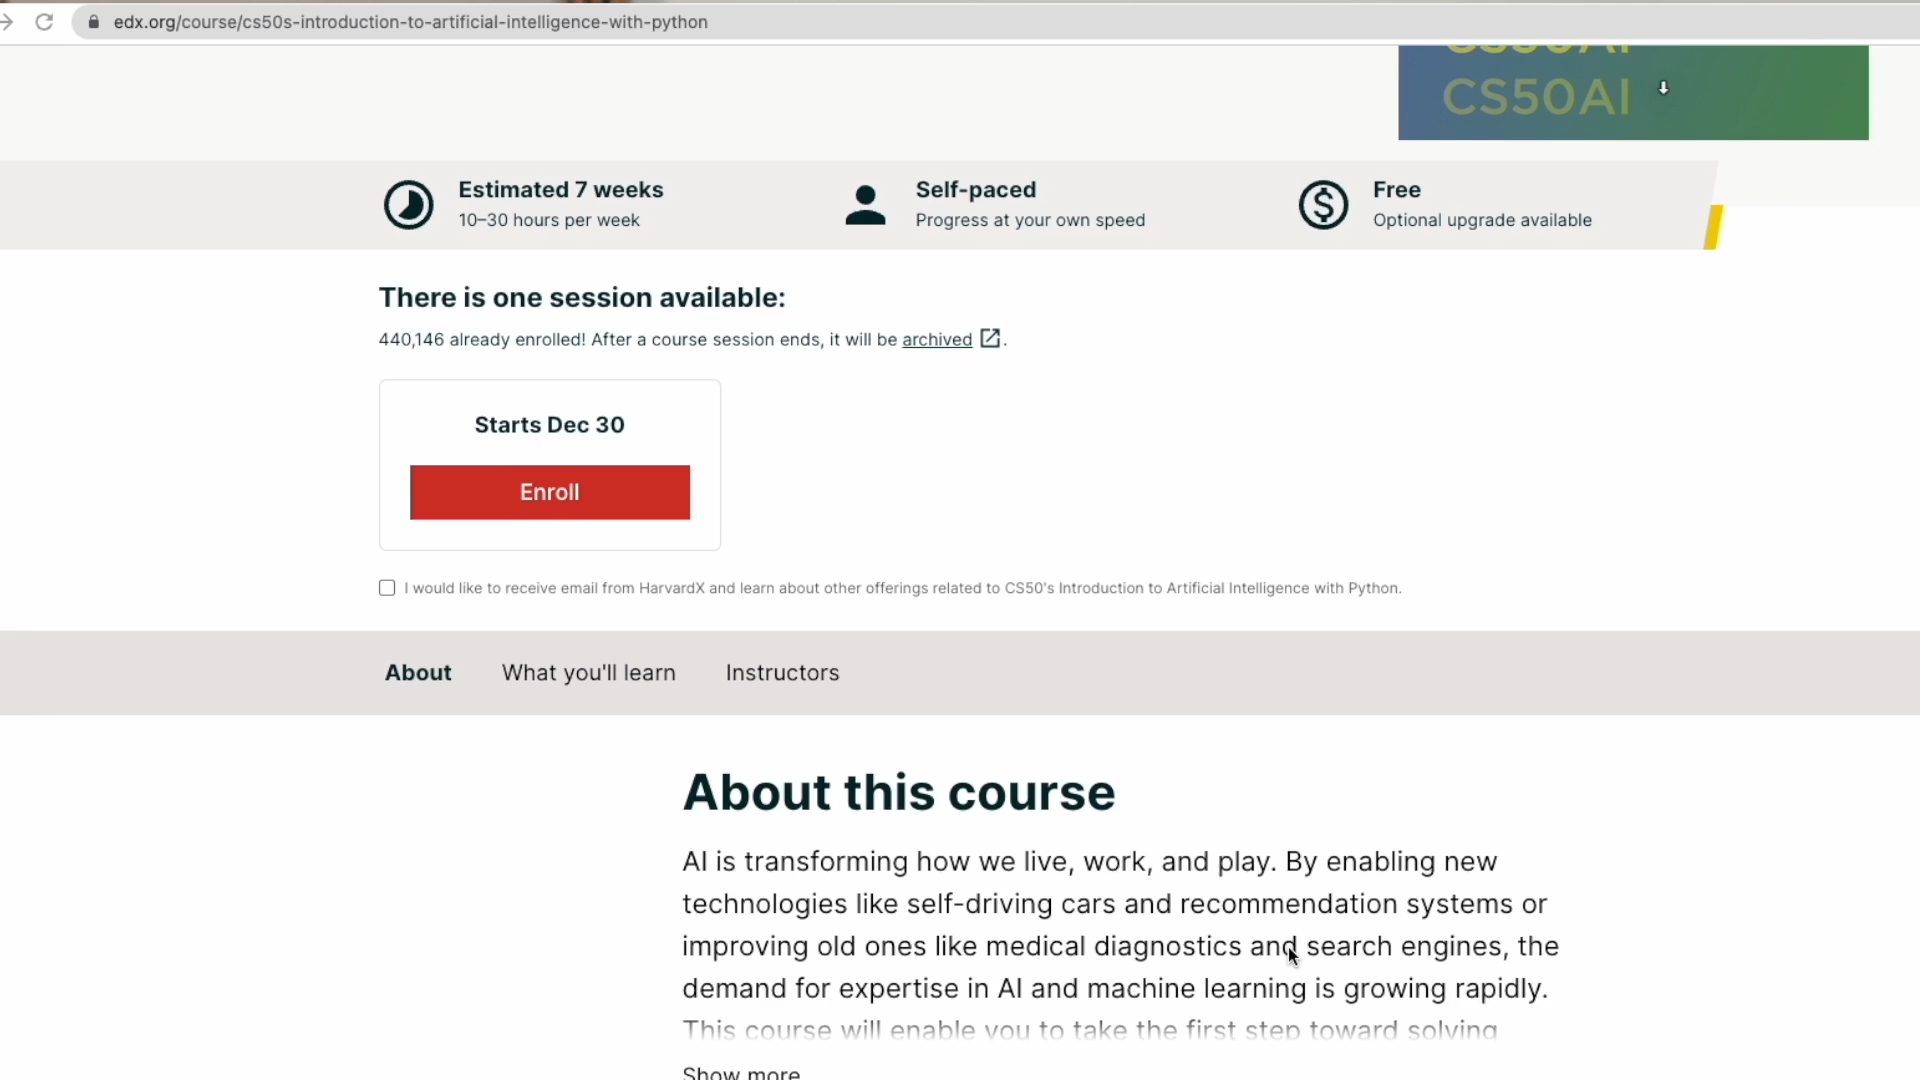 edx.org/course/cs50s-introduction-to-artificial-intelligence-with-python
CS50AI
CS50AI
Estimated 7 weeks
10–30 hours per week
Self-paced
Progress at your own speed
Free
Optional upgrade available
There is one session available:
440,146 already enrolled! After a course session ends, it will be archived.
Starts Dec 30
Enroll
I would like to receive email from HarvardX and learn about other offerings related to CS50's Introduction to Artificial Intelligence with Python.
About
What you'll learn
Instructors
About this course
AI is transforming how we live, work, and play. By enabling new
technologies like self-driving cars and recommendation systems or
improving old ones like medical diagnostics and search engines, the
demand for expertise in AI and machine learning is growing rapidly.
This course will enable you to take the first step toward solving
Show more